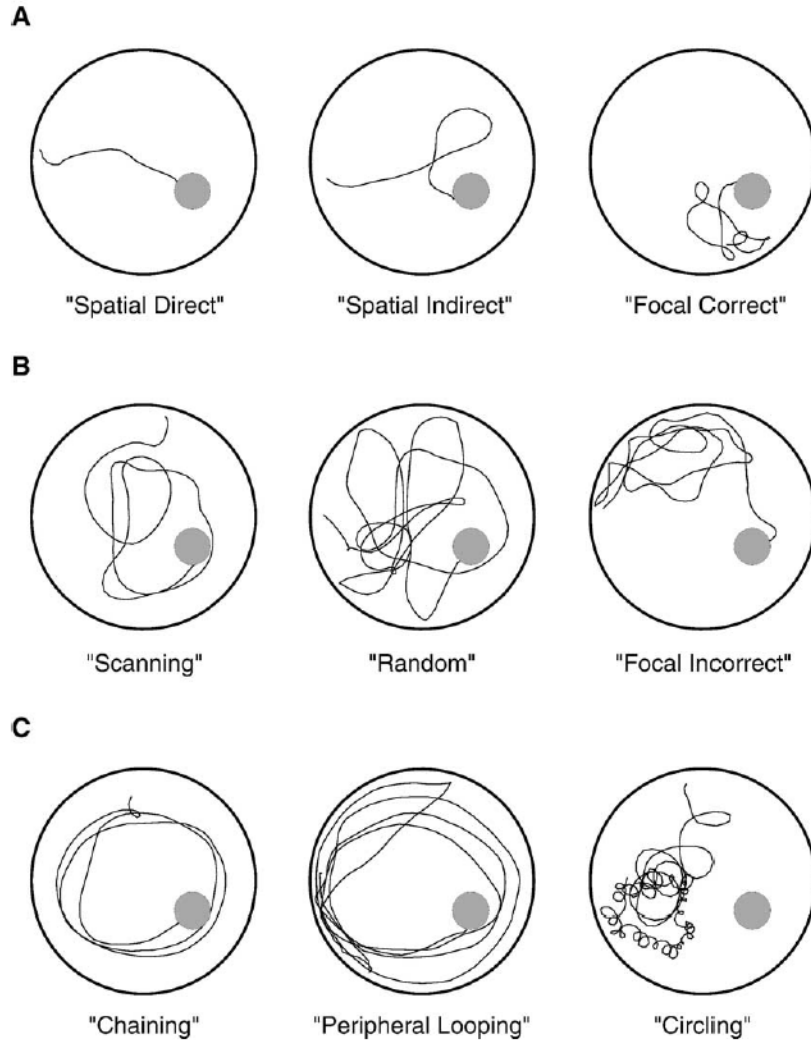 A
"Spatial Direct" "Spatial Indirect" "Focal Correct"
B
"Scanning" "Random" "Focal Incorrect"
C
"Chaining" "Peripheral Looping" "Circling"